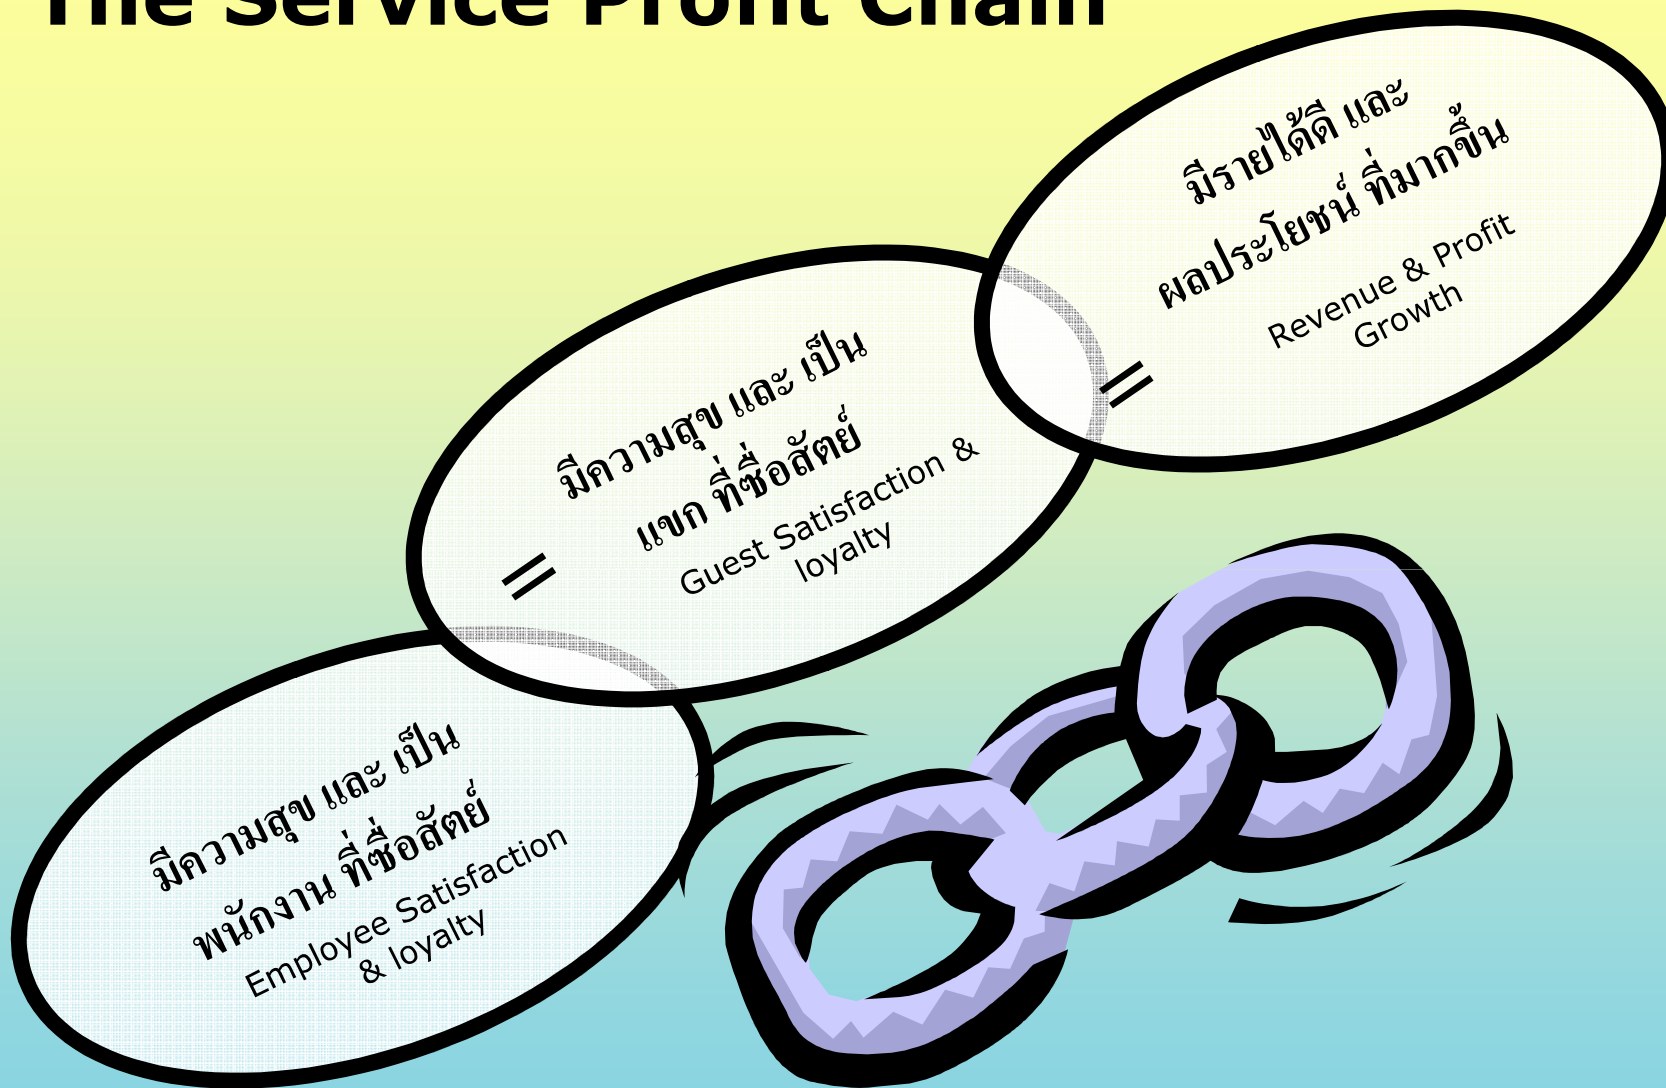 The Service Profit Chain
มีรายได้ดี และ
ผลประโยชน์ ที่มากขึ้น
Revenue & Profit
Growth
=
มีความสุข และ เป็น
แขก ที่ซื่อสัตย์
Guest Satisfaction &
loyalty
=
มีความสุข และ เป็น
พนักงาน ที่ซื่อสัตย์
Employee Satisfaction
& loyalty